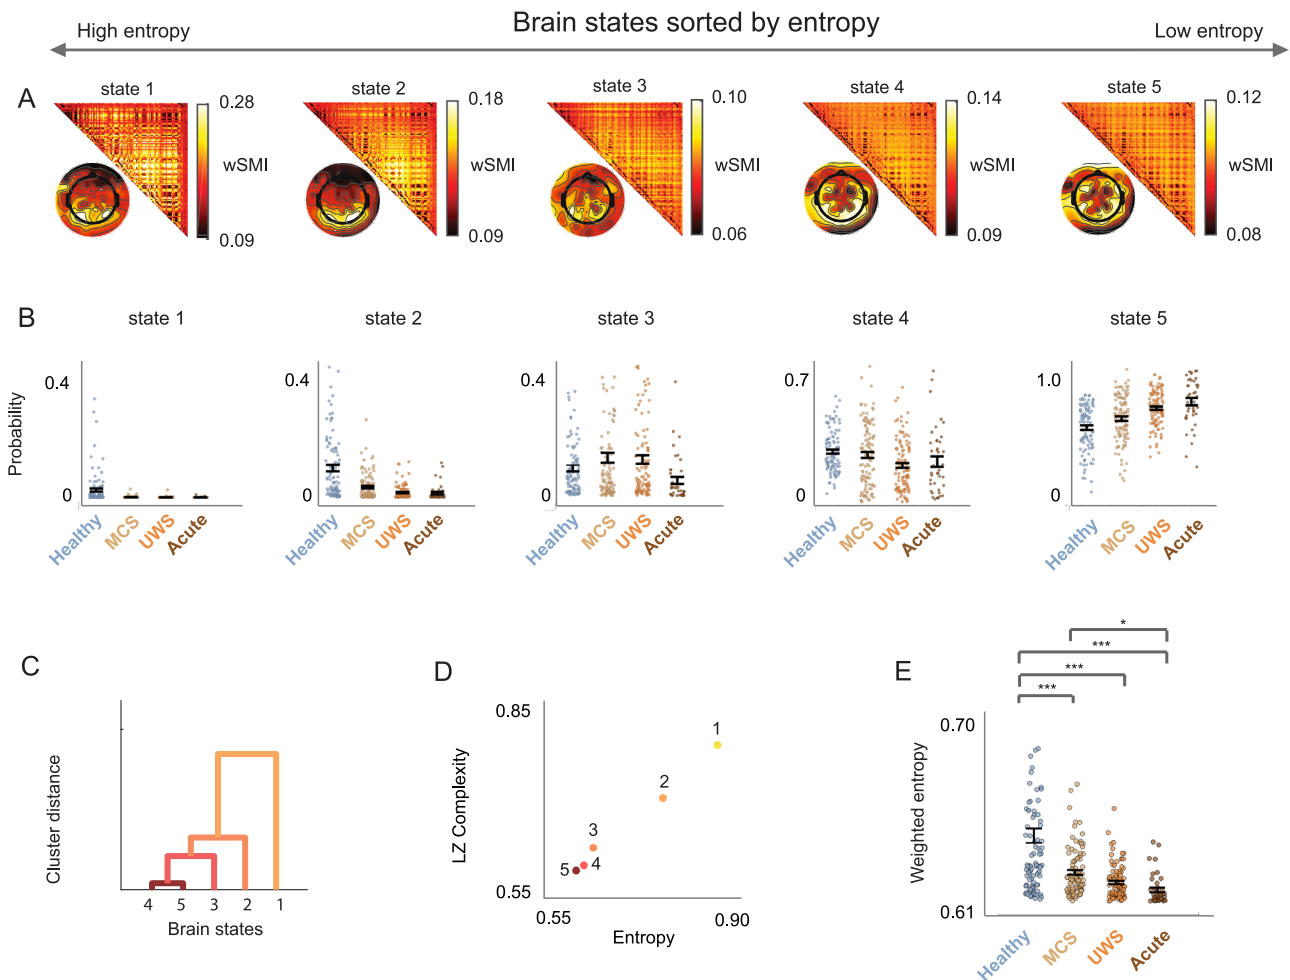 Brain states sorted by entropy
High entropy
Low entropy
A
state 1
state 2
state 3
state 4
state 5
0.28
wSMI
0.09
0.18
wSMI
0.09
0.10
wSMI
0.06
0.14
wSMI
0.09
0.12
wSMI
0.08
B
state 1
state 2
state 3
state 4
state 5
Probability
0.4
0
Healthy
MCS
UWS
Acute
0.4
0
Healthy
MCS
UWS
Acute
0.4
0
Healthy
MCS
UWS
Acute
0.7
0
Healthy
MCS
UWS
Acute
1.0
0
Healthy
MCS
UWS
Acute
C
Cluster distance
4 5 3 2 1
Brain states
D
LZ Complexity
0.85
0.55
1
2
3
4
5
0.55
0.90
Entropy
E
*
***
***
***
Weighted entropy
0.70
0.61
Healthy
MCS
UWS
Acute